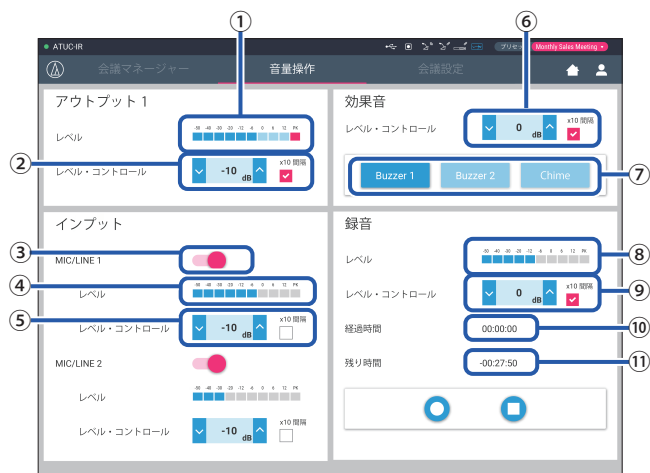 ① ⑥
ATUC-IR プリセット Monthly Sales Meeting
会議マネージャー 音量操作 会議設定
アウトプット 1
レベル
-50 -40 -30 -20 -12 -6 0 6 12 PK
② レベル・コントロール -10 dB x10 間隔
効果音
レベル・コントロール 0 dB x10 間隔
Buzzer 1 Buzzer 2 Chime ⑦
インプット
③ MIC/LINE 1
④ レベル
-50 -40 -30 -20 -12 -6 0 6 12 PK
⑤ レベル・コントロール -10 dB x10 間隔
MIC/LINE 2
レベル
-50 -40 -30 -20 -12 -6 0 6 12 PK
レベル・コントロール -10 dB x10 間隔
録音
レベル ⑧
-50 -40 -30 -20 -12 -6 0 6 12 PK
レベル・コントロール 0 dB x10 間隔 ⑨
経過時間 00:00:00 ⑩
残り時間 -00:27:50 ⑪